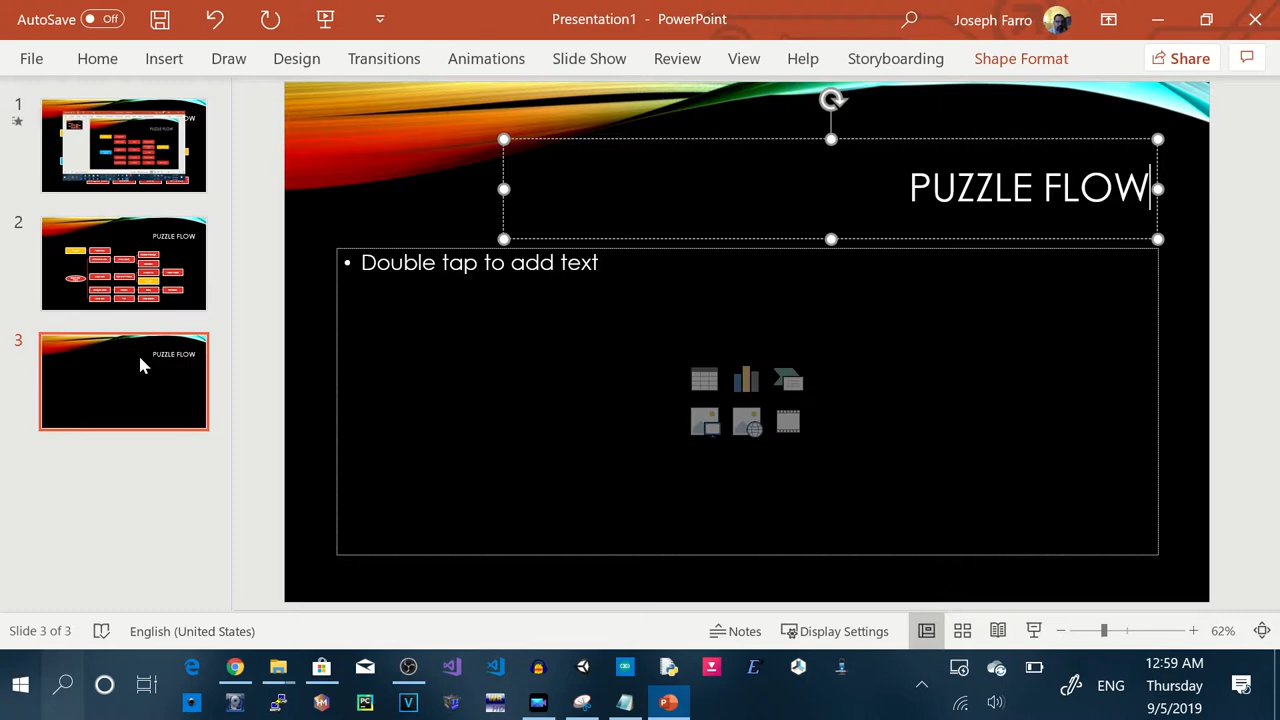 AutoSave Off
Presentation1 - PowerPoint
Joseph Farro
File Home Insert Draw Design Transitions Animations Slide Show Review View Help Storyboarding Shape Format Share
1
2
PUZZLE FLOW
3
PUZZLE FLOW
PUZZLE FLOW
• Double tap to add text
Slide 3 of 3 English (United States) Notes Display Settings 62%
12:59 AM
ENG Thursday
9/5/2019